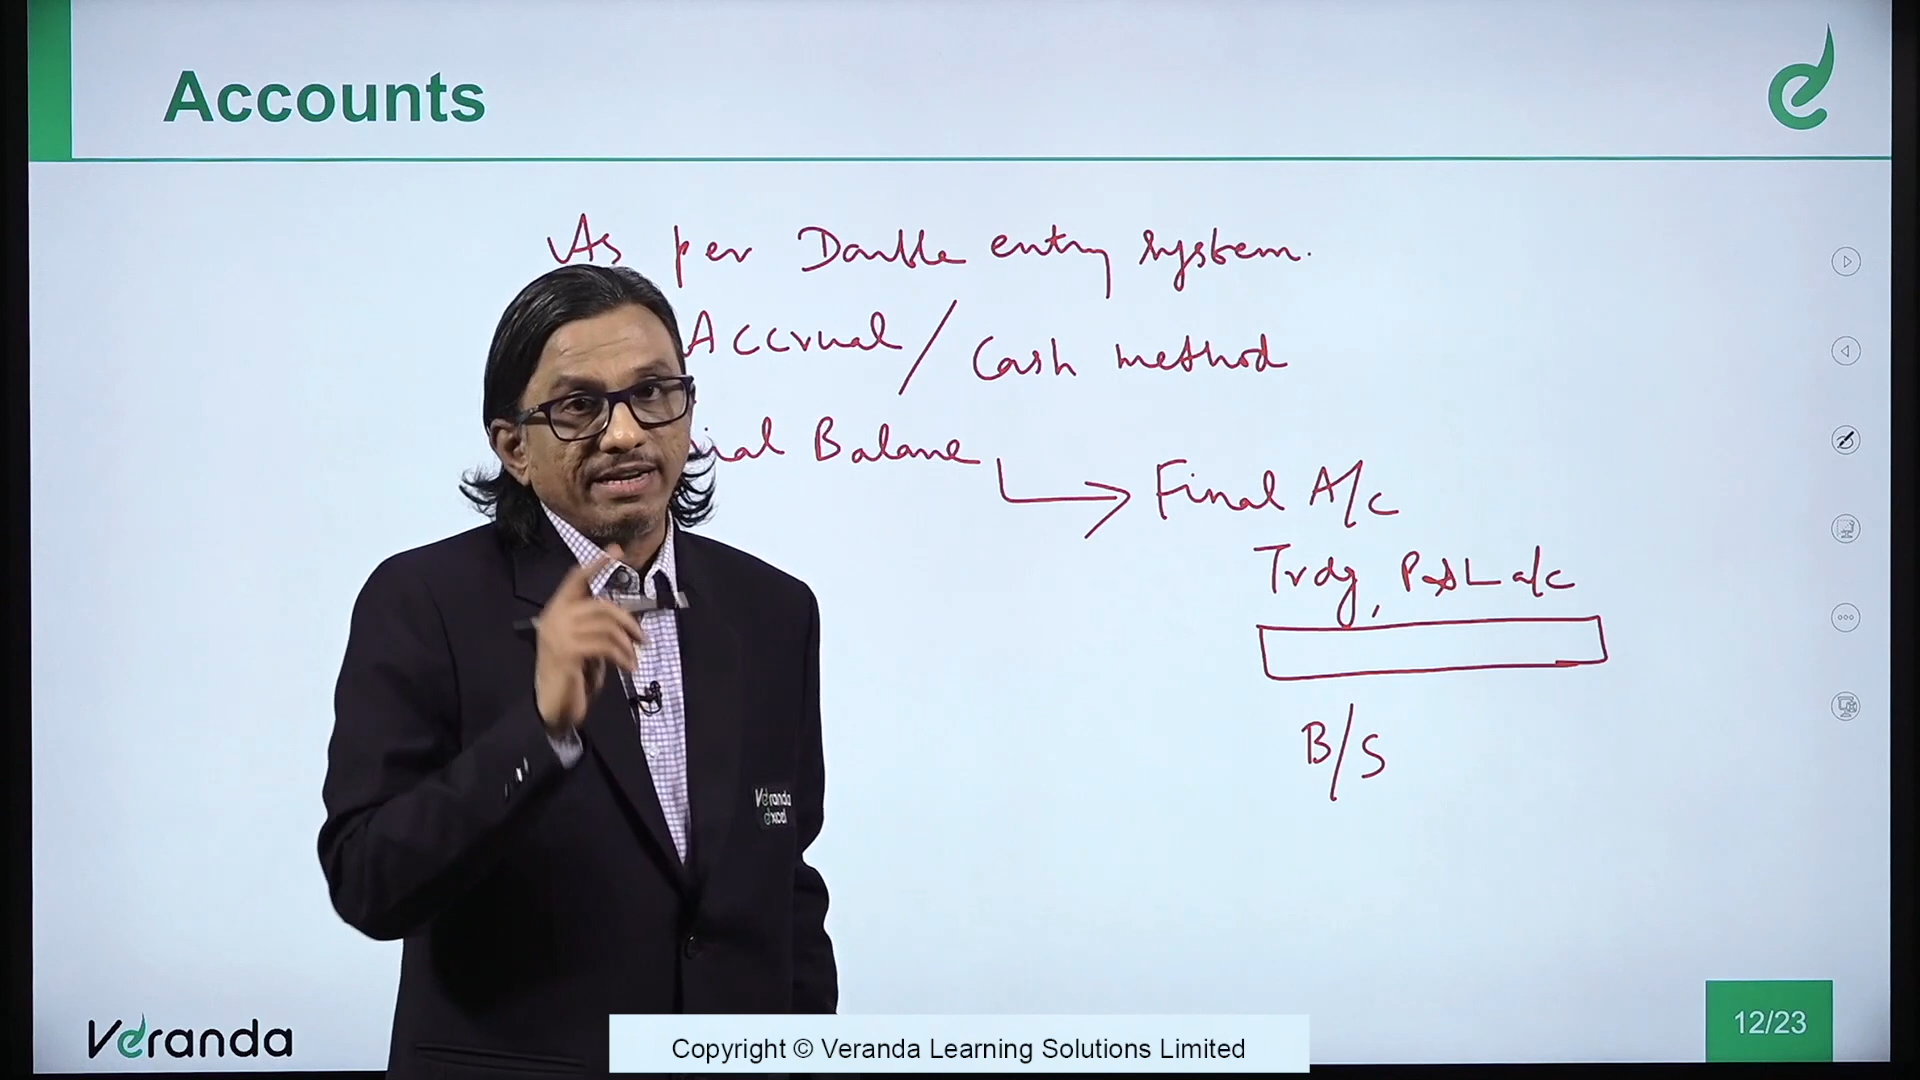 Accounts
As per Double entry system.
Accrual / Cash method
ial Balance
Final A/c
Trdg, P&L a/c
B/S
Veranda
Veranda
12/23
Copyright © Veranda Learning Solutions Limited